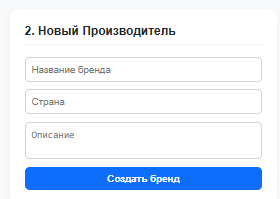 2. Новый Производитель
Название бренда
Страна
Описание
Создать бренд